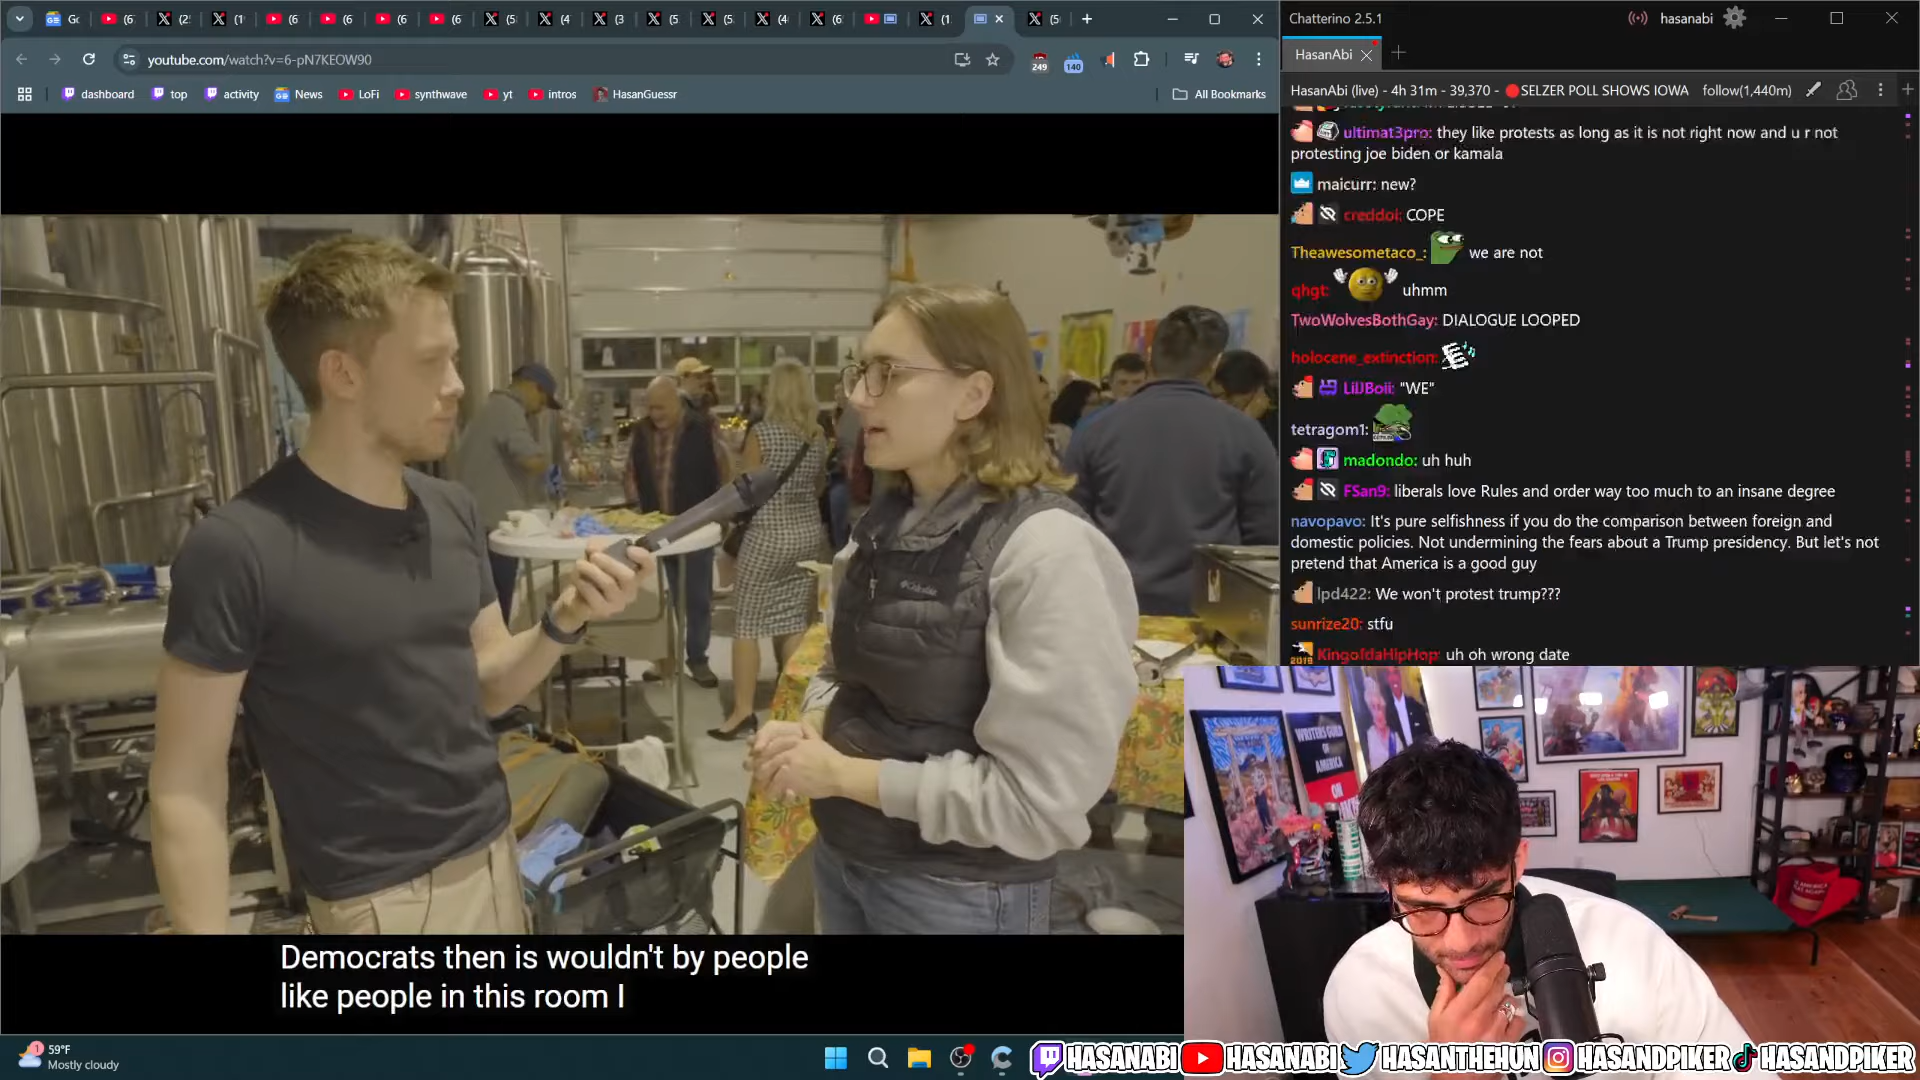 youtube.com/watch?v=6-pN7KEOW90
249
140
dashboard
top
activity
News
LoFi
synthwave
yt
intros
HasanGuessr
All Bookmarks
Democrats then is wouldn't by people
like people in this room I
59°F
Mostly cloudy
Chatterino 2.5.1
hasanabi
HasanAbi
HasanAbi (live) - 4h 31m - 39,370 - 🔴SELZER POLL SHOWS IOWA
follow(1,440m)
ultimat3pro: they like protests as long as it is not right now and u r not
protesting joe biden or kamala
maicurr: new?
creddoi: COPE
Theawesometaco_: we are not
qhgt: uhmm
TwoWolvesBothGay: DIALOGUE LOOPED
holocene_extinction:
LilJBoii: "WE"
tetragom1:
madondo: uh huh
FSan9: liberals love Rules and order way too much to an insane degree
navopavo: It's pure selfishness if you do the comparison between foreign and
domestic policies. Not undermining the fears about a Trump presidency. But let's not
pretend that America is a good guy
lpd422: We won't protest trump???
sunrize20: stfu
KingofdaHipHop: uh oh wrong date
WRITERS GUILD
OF
AMERICA
ON
HASANABI
HASANABI
HASANTHEHUN
HASANDPIKER
HASANDPIKER